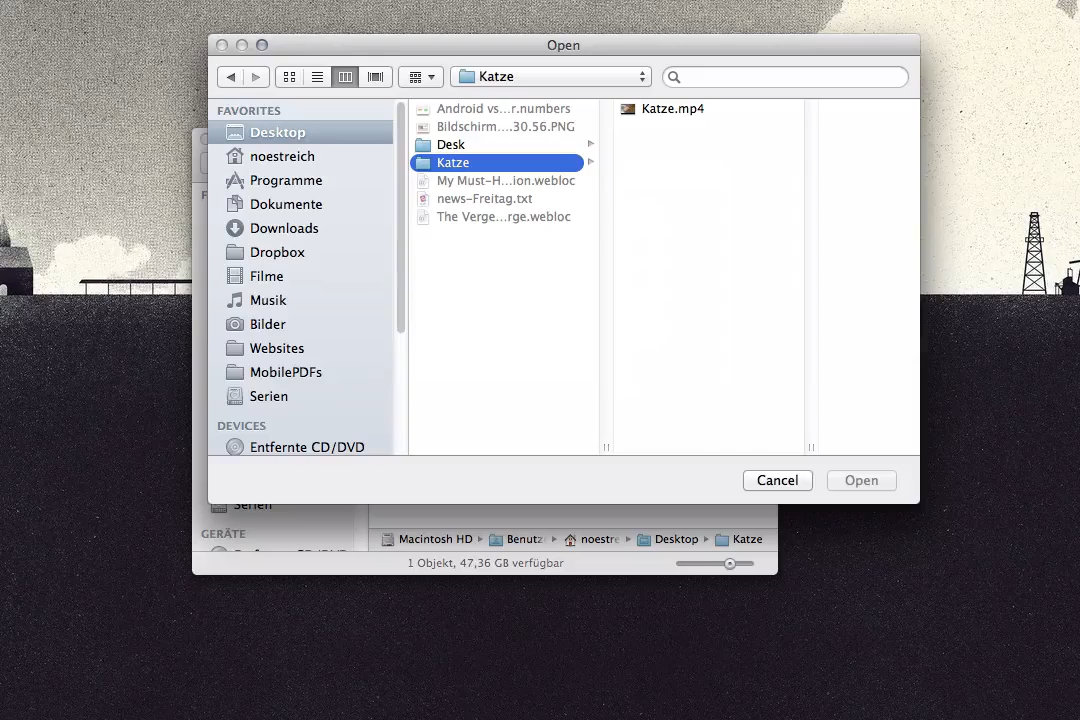 Open
Katze
FAVORITES
Desktop
noestreich
Programme
Dokumente
Downloads
Dropbox
Filme
Musik
Bilder
Websites
MobilePDFs
Serien
DEVICES
Entfernte CD/DVD
Android vs...r.numbers
Bildschirm....30.56.PNG
Desk
Katze
My Must-H...ion.webloc
news-Freitag.txt
The Verge...rge.webloc
Katze.mp4
Cancel
Open
Serien
GERÄTE
Macintosh HD
Benutz
noestre
Desktop
Katze
1 Objekt, 47,36 GB verfügbar